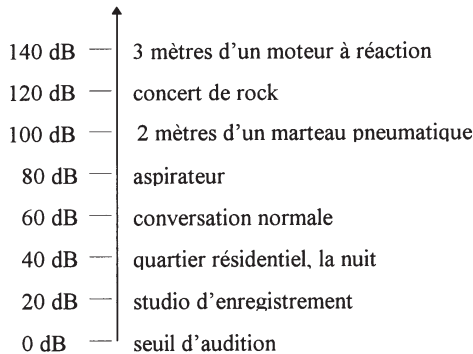 140 dB — 3 mètres d'un moteur à réaction
120 dB — concert de rock
100 dB — 2 mètres d'un marteau pneumatique
80 dB — aspirateur
60 dB — conversation normale
40 dB — quartier résidentiel, la nuit
20 dB — studio d'enregistrement
0 dB — seuil d'audition